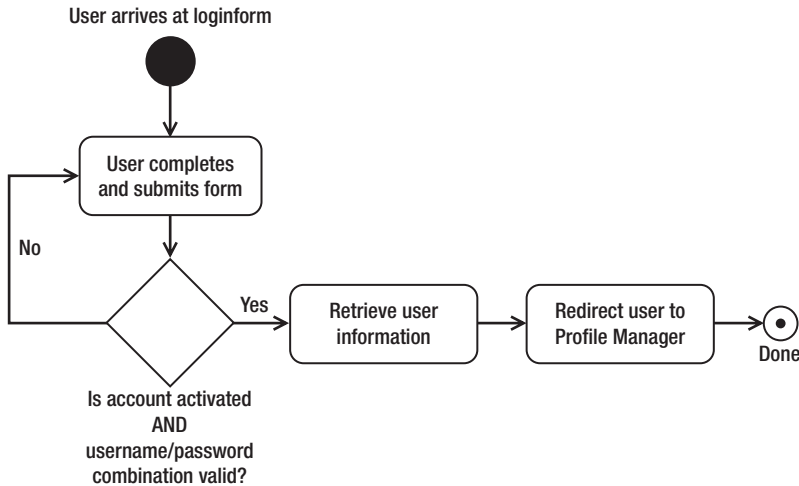 User arrives at loginform
User completes
and submits form
No
Yes
Retrieve user
information
Redirect user to
Profile Manager
Done
Is account activated
AND
username/password
combination valid?